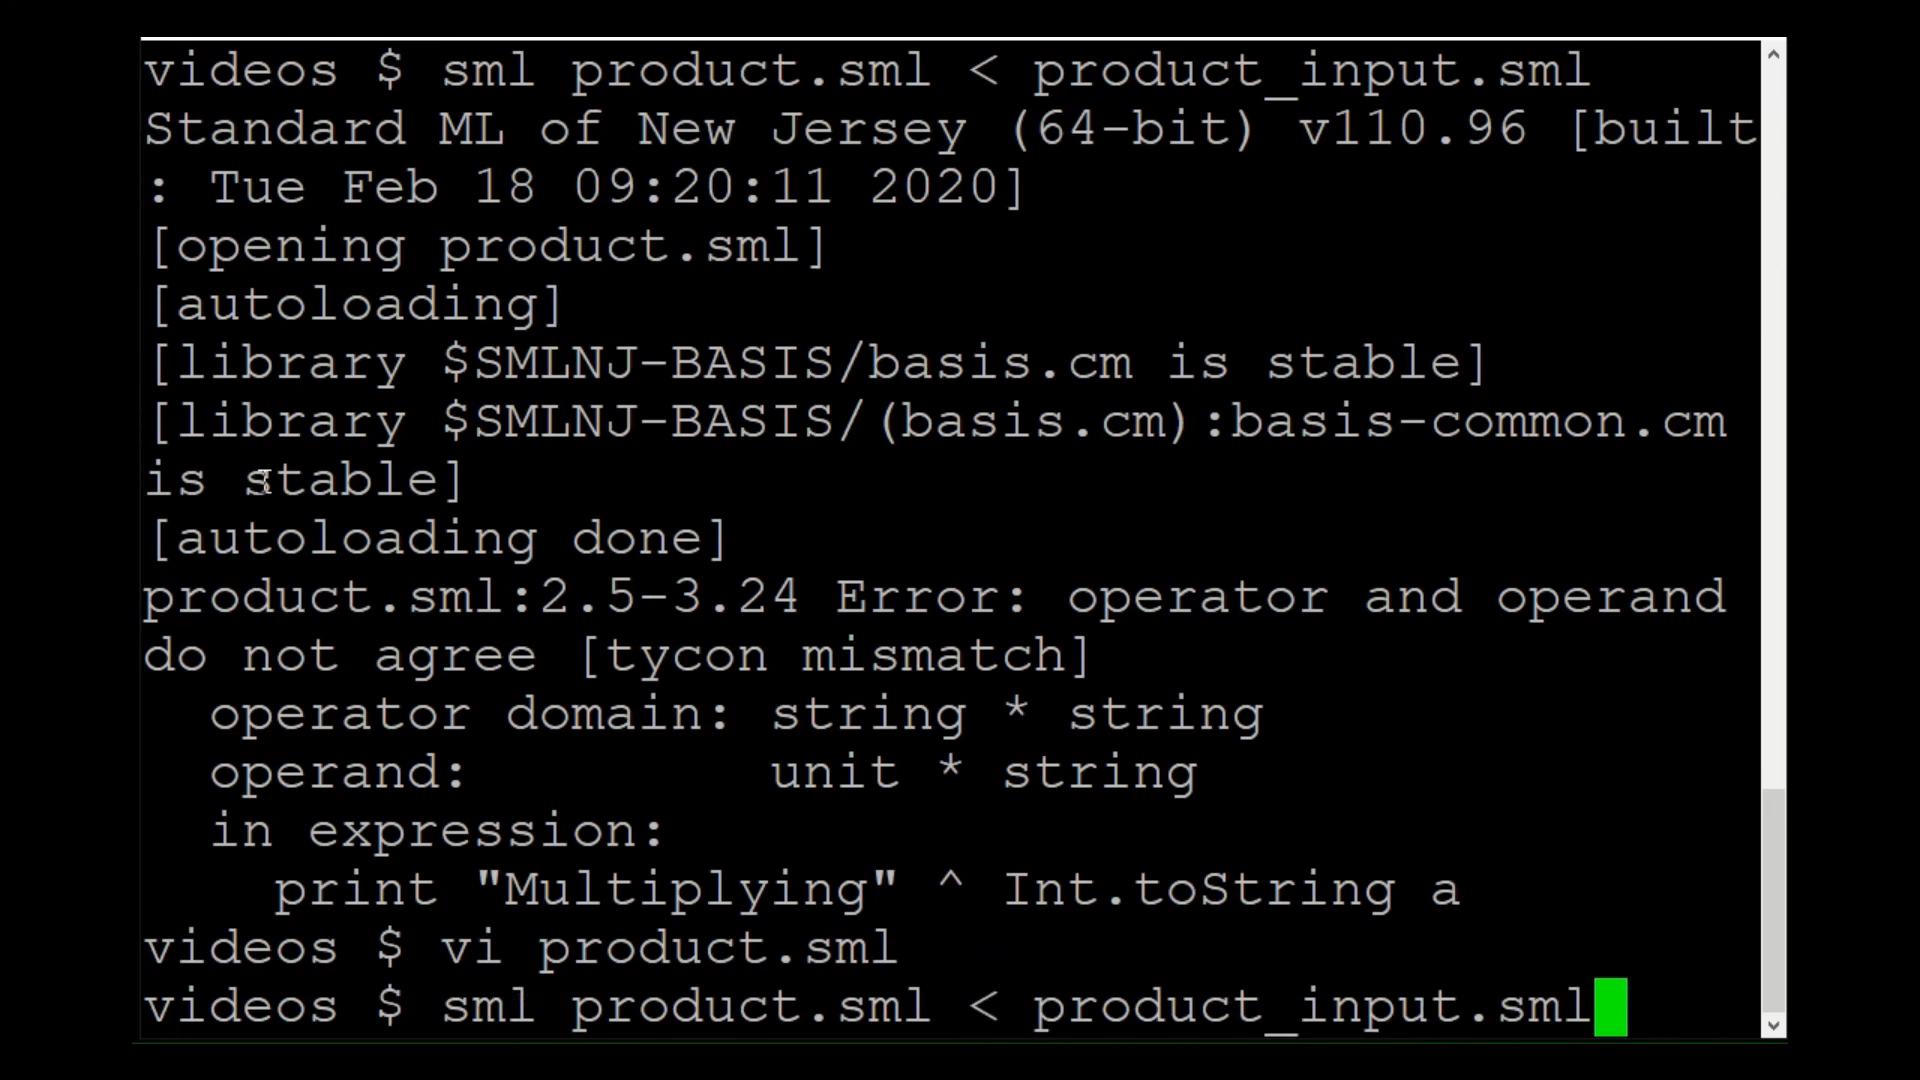 videos $ sml product.sml < product_input.sml
Standard ML of New Jersey (64-bit) v110.96 [built
: Tue Feb 18 09:20:11 2020]
[opening product.sml]
[autoloading]
[library $SMLNJ-BASIS/basis.cm is stable]
[library $SMLNJ-BASIS/(basis.cm):basis-common.cm
is stable]
[autoloading done]
product.sml:2.5-3.24 Error: operator and operand
do not agree [tycon mismatch]
  operator domain: string * string
  operand:         unit * string
  in expression:
    print "Multiplying" ^ Int.toString a
videos $ vi product.sml
videos $ sml product.sml < product_input.sml